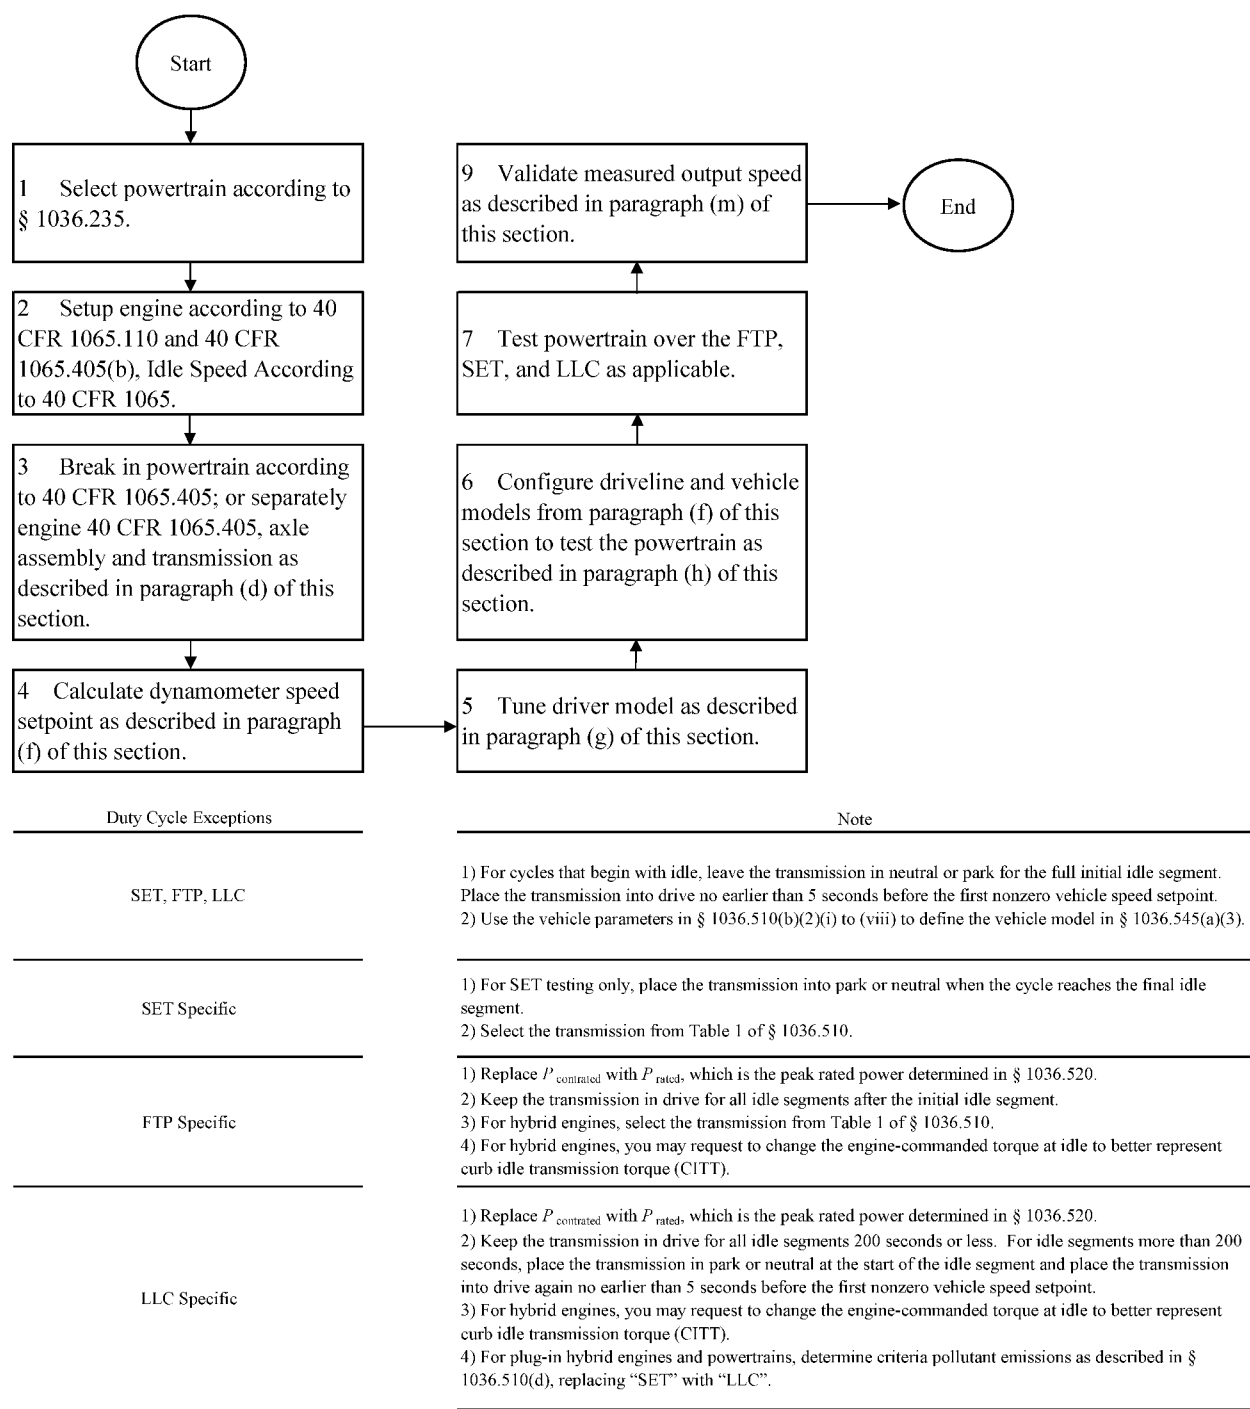 Start
1 Select powertrain according to
§ 1036.235.
2 Setup engine according to 40
CFR 1065.110 and 40 CFR
1065.405(b), Idle Speed According
to 40 CFR 1065.
3 Break in powertrain according
to 40 CFR 1065.405; or separately
engine 40 CFR 1065.405, axle
assembly and transmission as
described in paragraph (d) of this
section.
4 Calculate dynamometer speed
setpoint as described in paragraph
(f) of this section.
5 Tune driver model as described
in paragraph (g) of this section.
6 Configure driveline and vehicle
models from paragraph (f) of this
section to test the powertrain as
described in paragraph (h) of this
section.
7 Test powertrain over the FTP,
SET, and LLC as applicable.
9 Validate measured output speed
as described in paragraph (m) of
this section.
End
Duty Cycle Exceptions
Note
SET, FTP, LLC
1) For cycles that begin with idle, leave the transmission in neutral or park for the full initial idle segment.
Place the transmission into drive no earlier than 5 seconds before the first nonzero vehicle speed setpoint.
2) Use the vehicle parameters in § 1036.510(b)(2)(i) to (viii) to define the vehicle model in § 1036.545(a)(3).
SET Specific
1) For SET testing only, place the transmission into park or neutral when the cycle reaches the final idle
segment.
2) Select the transmission from Table 1 of § 1036.510.
FTP Specific
1) Replace P contrated with P rated, which is the peak rated power determined in § 1036.520.
2) Keep the transmission in drive for all idle segments after the initial idle segment.
3) For hybrid engines, select the transmission from Table 1 of § 1036.510.
4) For hybrid engines, you may request to change the engine-commanded torque at idle to better represent
curb idle transmission torque (CITT).
LLC Specific
1) Replace P contrated with P rated, which is the peak rated power determined in § 1036.520.
2) Keep the transmission in drive for all idle segments 200 seconds or less. For idle segments more than 200
seconds, place the transmission in park or neutral at the start of the idle segment and place the transmission
into drive again no earlier than 5 seconds before the first nonzero vehicle speed setpoint.
3) For hybrid engines, you may request to change the engine-commanded torque at idle to better represent
curb idle transmission torque (CITT).
4) For plug-in hybrid engines and powertrains, determine criteria pollutant emissions as described in §
1036.510(d), replacing “SET” with “LLC”.